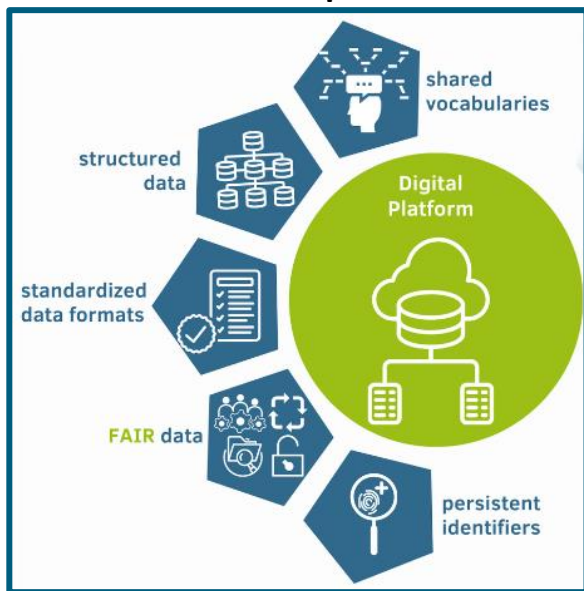 shared
vocabularies
structured
data
Digital
Platform
standardized
data formats
FAIR data
persistent
identifiers